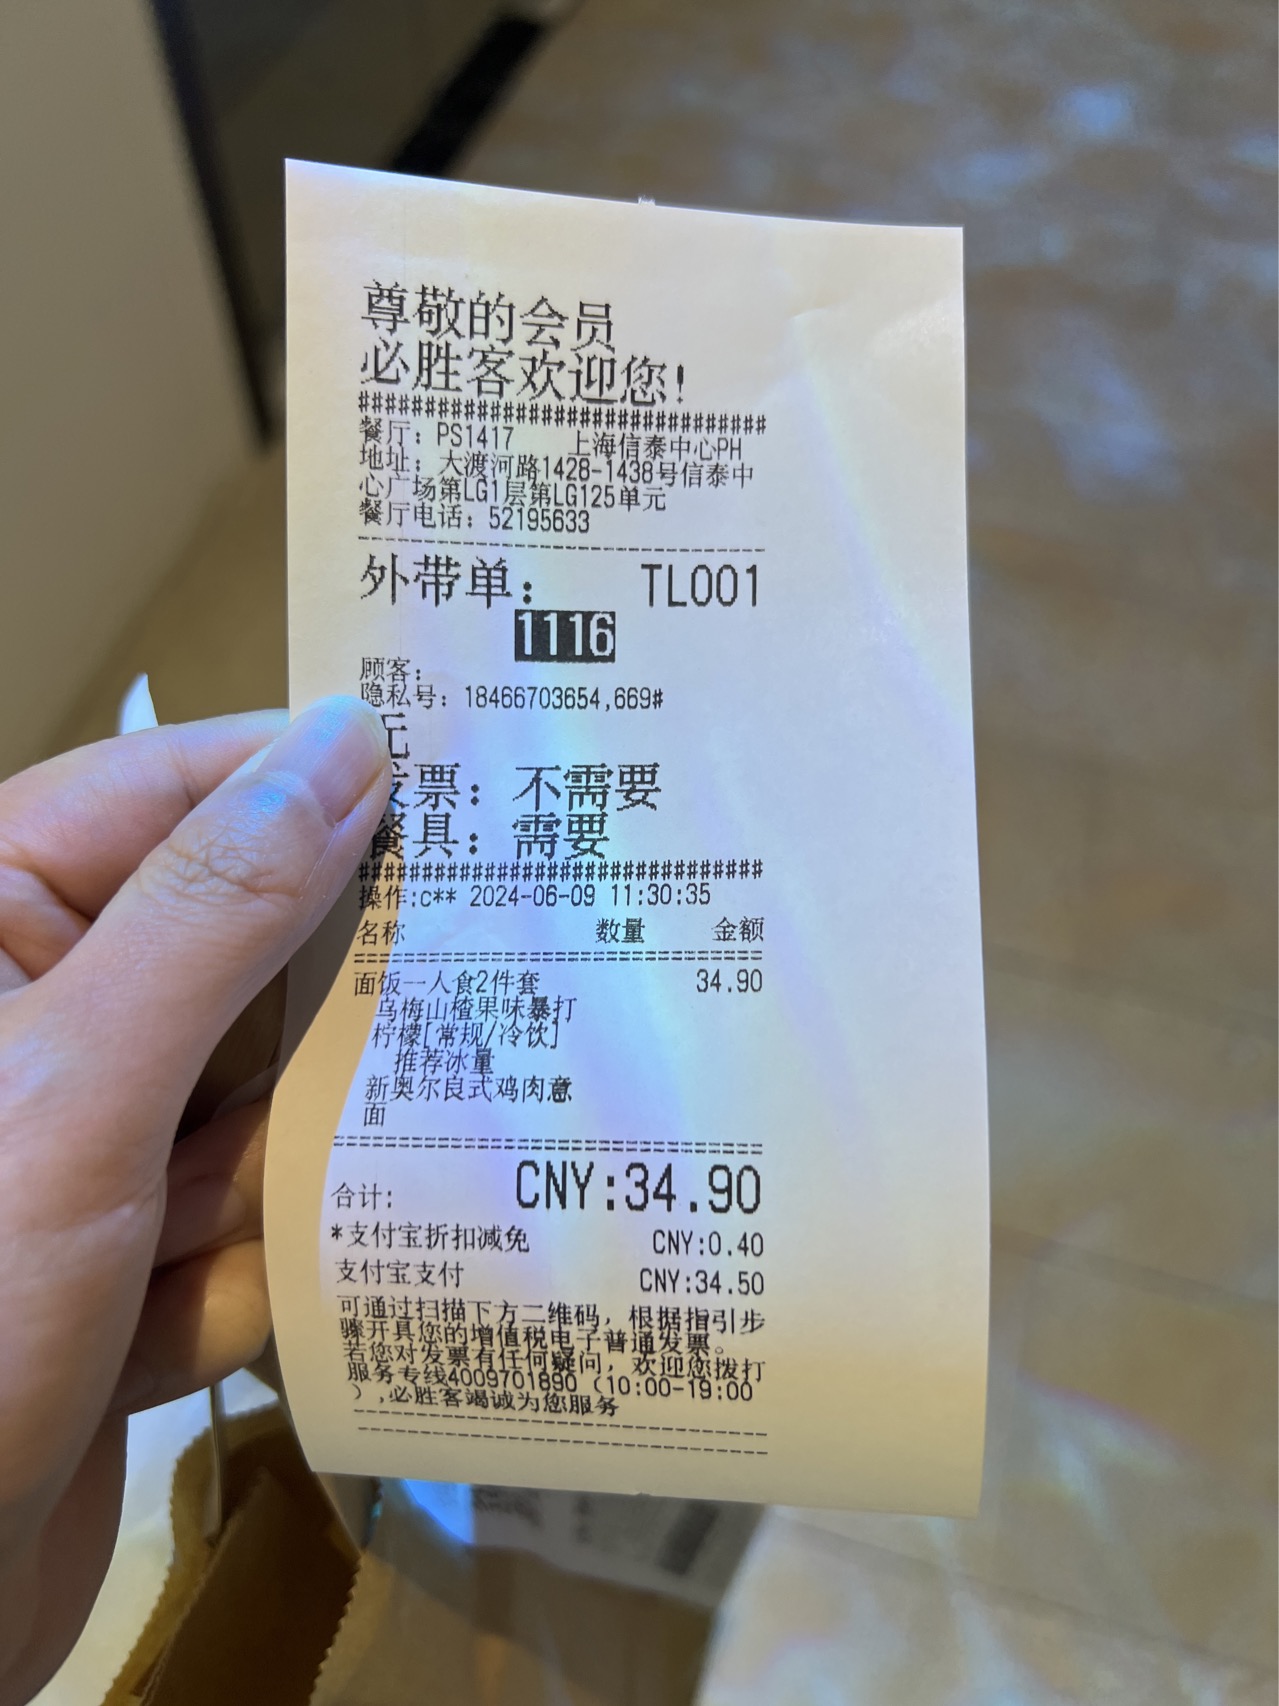 尊敬的会员
必胜客欢迎您!
###############################
餐厅: PS1417 上海信泰中心PH
地址: 大渡河路1428-1438号信泰中
心广场第LG1层第LG125单元
餐厅电话: 52195633
外带单: TL001
1116
顾客:
隐私号: 18466703654,669#
无
发票: 不需要
餐具: 需要
###############################
操作:c** 2024-06-09 11:30:35
名称 数量 金额
面饭一人食2件套 34.90
乌梅山楂果味暴打
柠檬[常规/冷饮]
推荐冰量
新奥尔良式鸡肉意
面
合计: CNY:34.90
*支付宝折扣减免 CNY:0.40
支付宝支付 CNY:34.50
可通过扫描下方二维码, 根据指引步
骤开具您的增值税电子普通发票。
若您对发票有任何疑问, 欢迎您拨打
服务专线4009701890 (10:00-19:00
) ,必胜客竭诚为您服务